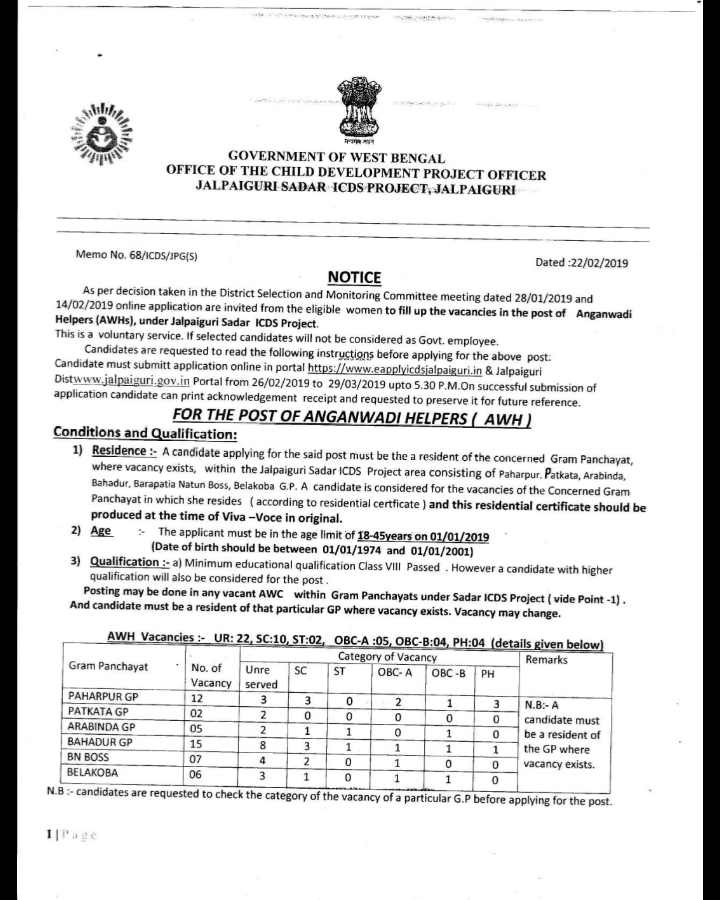 सत्यमेव जयते
GOVERNMENT OF WEST BENGAL
OFFICE OF THE CHILD DEVELOPMENT PROJECT OFFICER
JALPAIGURI SADAR ICDS PROJECT, JALPAIGURI
Memo No. 68/ICDS/JPG(S)
Dated :22/02/2019
NOTICE
As per decision taken in the District Selection and Monitoring Committee meeting dated 28/01/2019 and
14/02/2019 online application are invited from the eligible women to fill up the vacancies in the post of Anganwadi
Helpers (AWHs), under Jalpaiguri Sadar ICDS Project.
This is a voluntary service. If selected candidates will not be considered as Govt. employee.
Candidates are requested to read the following instructions before applying for the above post:
Candidate must submitt application online in portal https://www.eapplyicdsjalpaiguri.in & Jalpaiguri
Distwww.jalpaiguri.gov.in Portal from 26/02/2019 to 29/03/2019 upto 5.30 P.M.On successful submission of
application candidate can print acknowledgement receipt and requested to preserve it for future reference.
FOR THE POST OF ANGANWADI HELPERS ( AWH )
Conditions and Qualification:
1) Residence :- A candidate applying for the said post must be the a resident of the concerned Gram Panchayat,
where vacancy exists, within the Jalpaiguri Sadar ICDS Project area consisting of Paharpur, Patkata, Arabinda,
Bahadur, Barapatia Natun Boss, Belakoba G.P. A candidate is considered for the vacancies of the Concerned Gram
Panchayat in which she resides ( according to residential certficate ) and this residential certificate should be
produced at the time of Viva –Voce in original.
2) Age :- The applicant must be in the age limit of 18-45years on 01/01/2019
(Date of birth should be between 01/01/1974 and 01/01/2001)
3) Qualification :- a) Minimum educational qualification Class VIII Passed . However a candidate with higher
qualification will also be considered for the post .
Posting may be done in any vacant AWC within Gram Panchayats under Sadar ICDS Project ( vide Point -1) .
And candidate must be a resident of that particular GP where vacancy exists. Vacancy may change.
AWH Vacancies :- UR: 22, SC:10, ST:02, OBC-A :05, OBC-B:04, PH:04 (details given below)
Gram Panchayat No. of Vacancy Category of Vacancy Remarks
Unre served SC ST OBC- A OBC -B PH
PAHARPUR GP 12 3 3 0 2 1 3 N.B:- A
PATKATA GP 02 2 0 0 0 0 0 candidate must
ARABINDA GP 05 2 1 1 0 1 0 be a resident of
BAHADUR GP 15 8 3 1 1 1 1 the GP where
BN BOSS 07 4 2 0 1 0 0 vacancy exists.
BELAKOBA 06 3 1 0 1 1 0
N.B :- candidates are requested to check the category of the vacancy of a particular G.P before applying for the post.
1 | Page